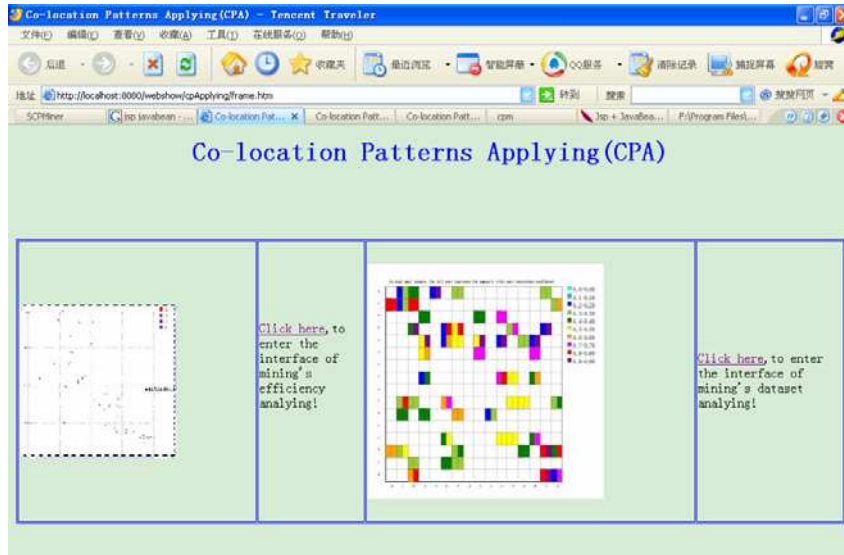 Co-location Patterns Applying(CPA) - Tencent Traveler
文件(F) 编辑(E) 查看(V) 收藏(A) 工具(T) 在线服务(O) 帮助(H)
后退 收藏夹 最近浏览 智能屏蔽 QQ服务 清除记录 捕捉屏幕
地址 http://localhost:8080/webshow/cpApplying/frame.htm 转到 搜索 搜搜网页
SCPMiner jsp javabean - ... Co-location Pat... Co-location Patt... Co-location Patt... cpm Jsp + JavaBea... F:\Program Files\...
Co-location Patterns Applying(CPA)
Click here, to
enter the
interface of
mining's
efficiency
analying!
Click here, to enter
the interface of
mining's dataset
analying!